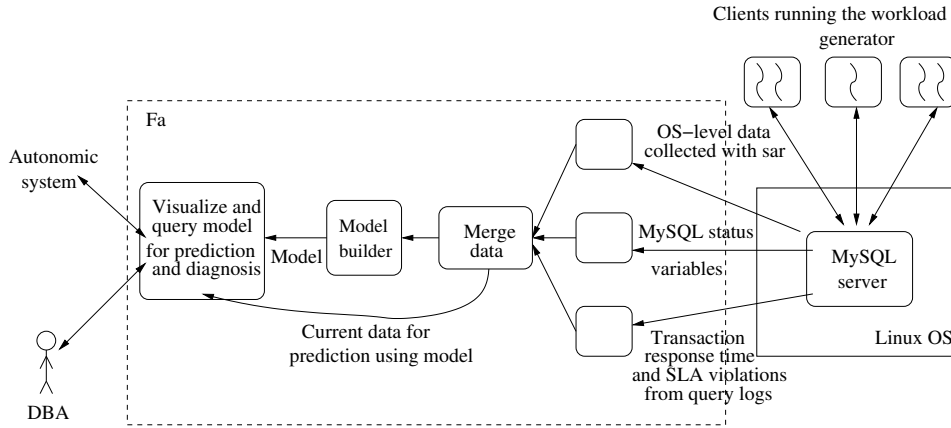 Clients running the workload
generator
Fa
OS−level data
collected with sar
Autonomic
system
Visualize and
query model
for prediction
and diagnosis
Model
Model
builder
Merge
data
MySQL status
variables
MySQL
server
Linux OS
Current data for
prediction using model
Transaction
response time
and SLA violations
from query logs
DBA